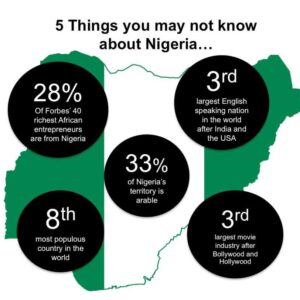 5 Things you may not know
about Nigeria…
28%
Of Forbes' 40
richest African
entrepreneurs
are from Nigeria
3rd
largest English
speaking nation
in the world
after India and
the USA
33%
of Nigeria's
territory is
arable
8th
most populous
country in the
world
3rd
largest movie
industry after
Bollywood and
Hollywood